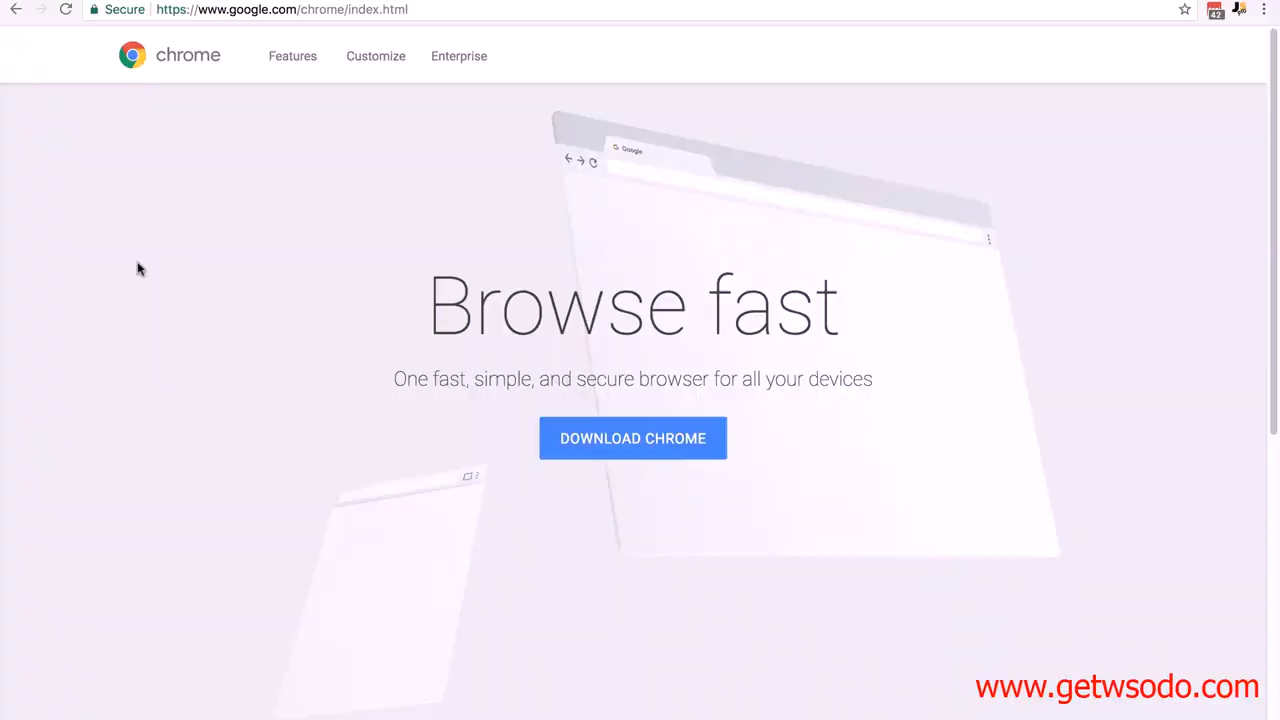 Secure https://www.google.com/chrome/index.html
42
chrome Features Customize Enterprise
Google
Browse fast
One fast, simple, and secure browser for all your devices
DOWNLOAD CHROME
www.getwsodo.com